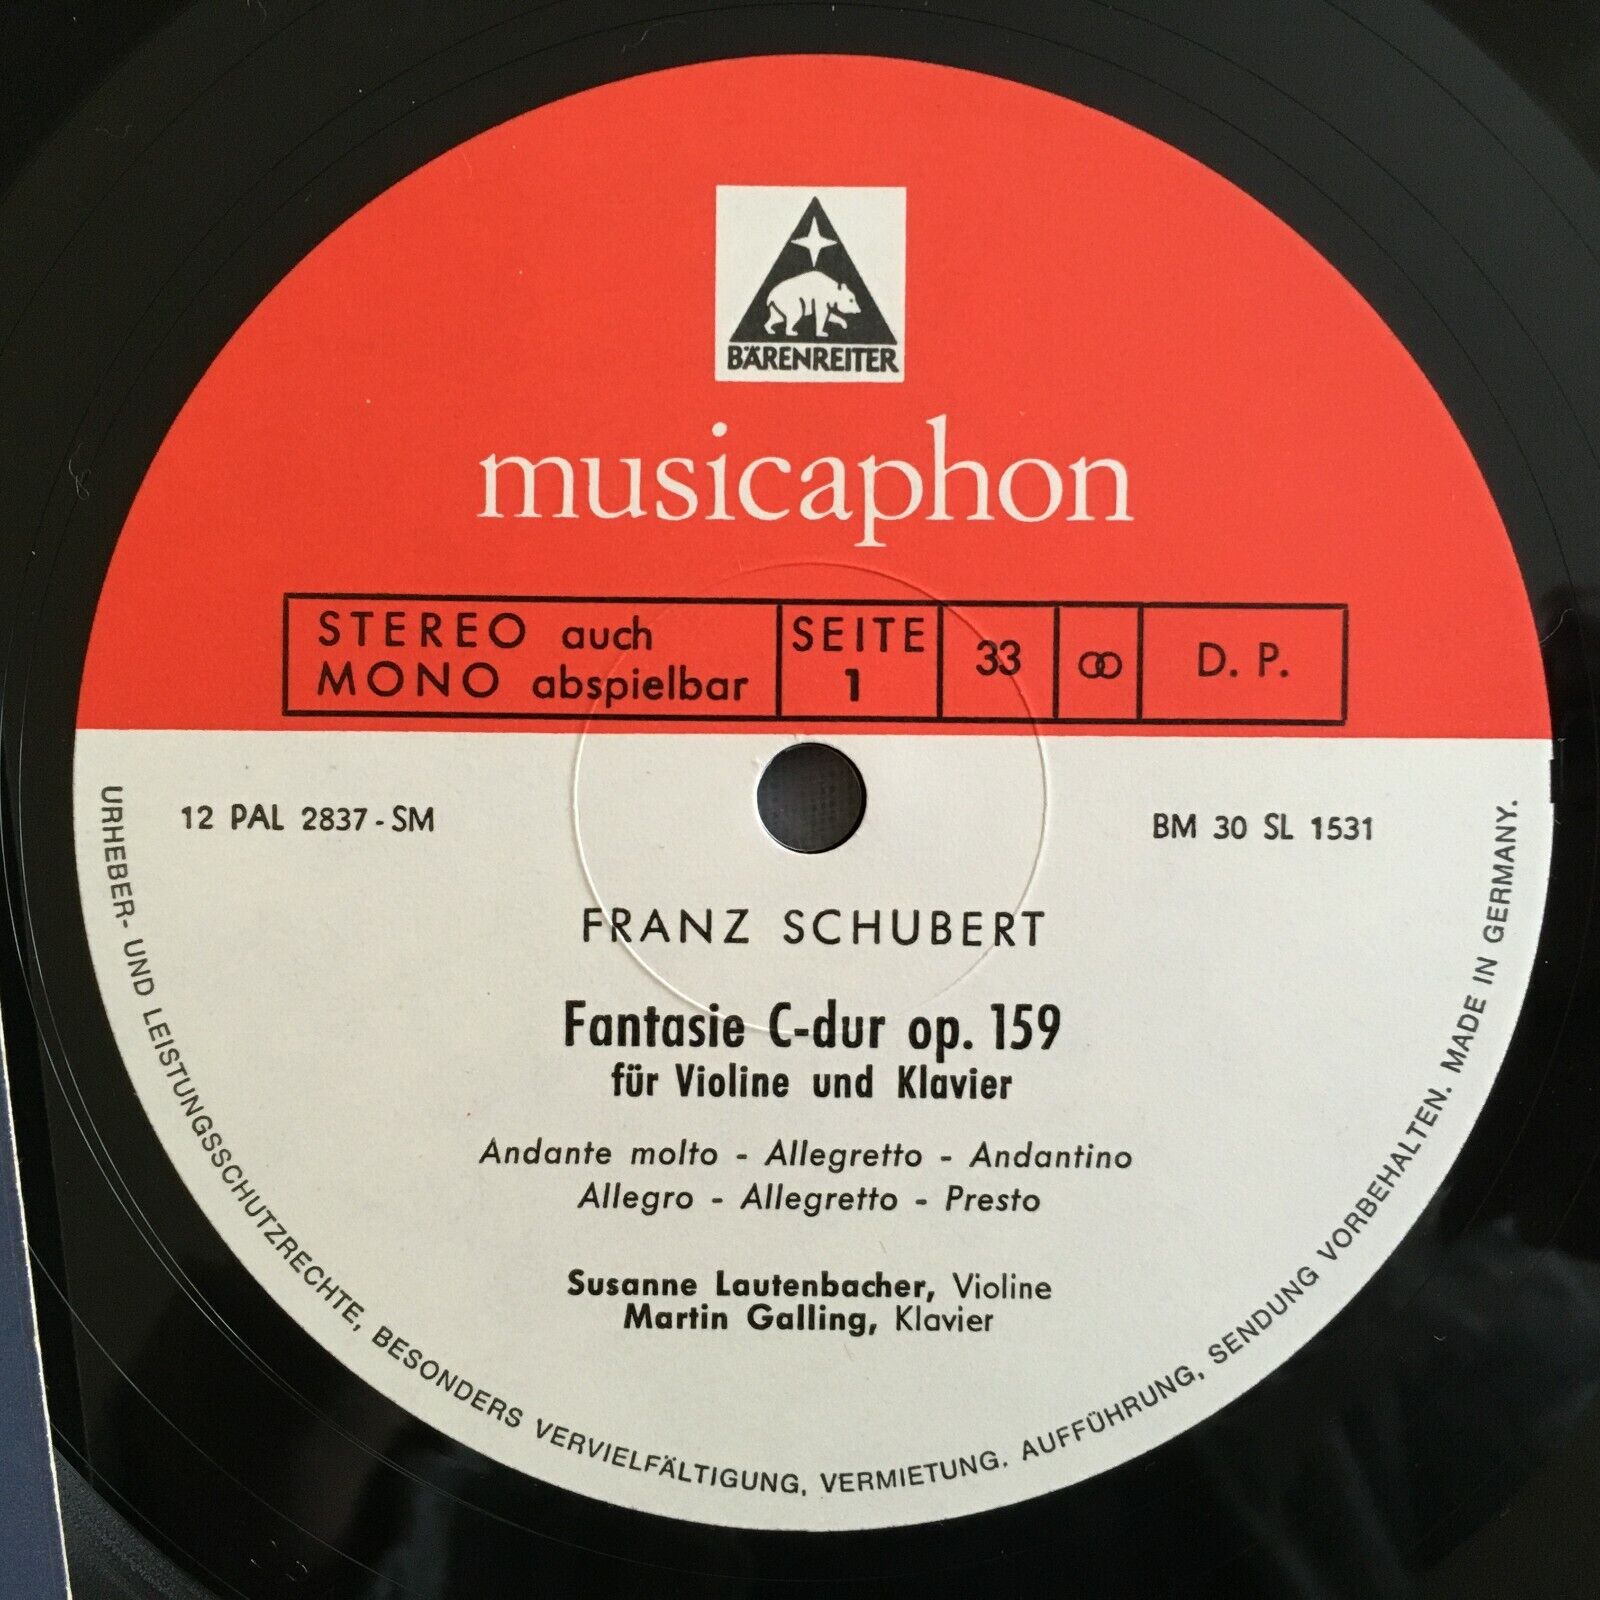 BÄRENREITER
musicaphon
STEREO auch
MONO abspielbar
SEITE
1
33
D. P.
12 PAL 2837-SM
BM 30 SL 1531
FRANZ SCHUBERT
Fantasie C-dur op. 159
für Violine und Klavier
Andante molto - Allegretto - Andantino
Allegro - Allegretto - Presto
Susanne Lautenbacher, Violine
Martin Galling, Klavier
URHEBER- UND LEISTUNGSSCHUTZRECHTE, BESONDERS VERVIELFÄLTIGUNG, VERMIETUNG. AUFFÜHRUNG, SENDUNG VORBEHALTEN. MADE IN GERMANY.